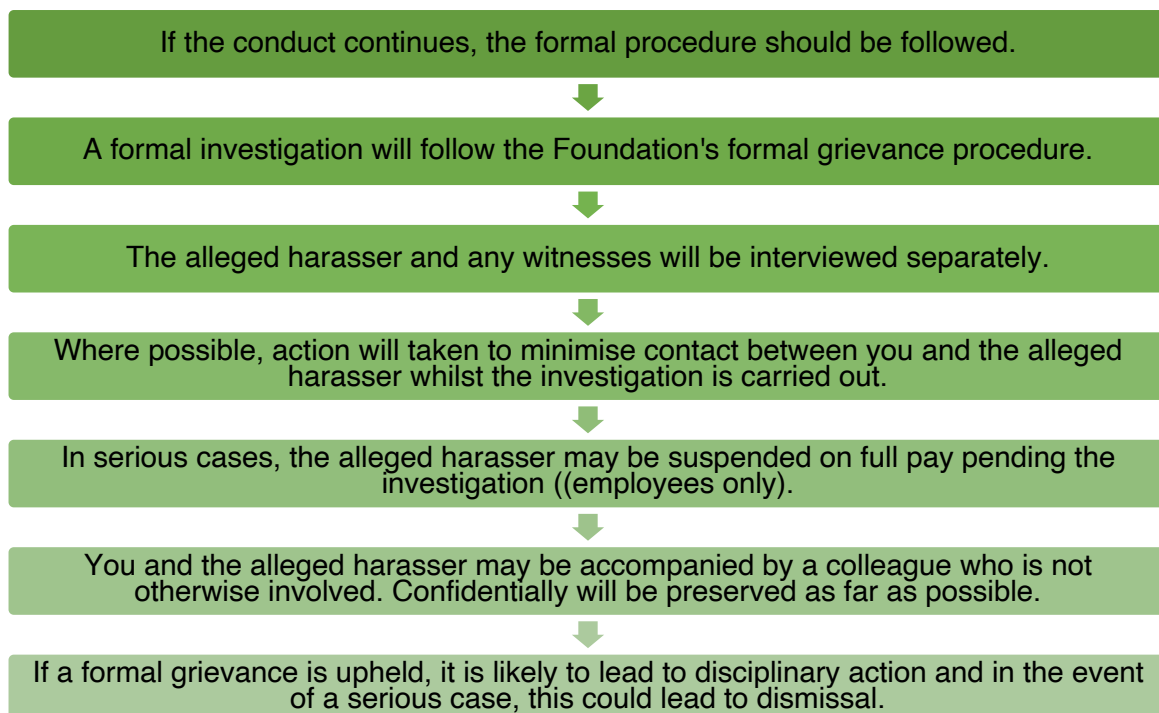 If the conduct continues, the formal procedure should be followed.
A formal investigation will follow the Foundation's formal grievance procedure.
The alleged harasser and any witnesses will be interviewed separately.
Where possible, action will taken to minimise contact between you and the alleged
harasser whilst the investigation is carried out.
In serious cases, the alleged harasser may be suspended on full pay pending the
investigation ((employees only).
You and the alleged harasser may be accompanied by a colleague who is not
otherwise involved. Confidentially will be preserved as far as possible.
If a formal grievance is upheld, it is likely to lead to disciplinary action and in the event
of a serious case, this could lead to dismissal.